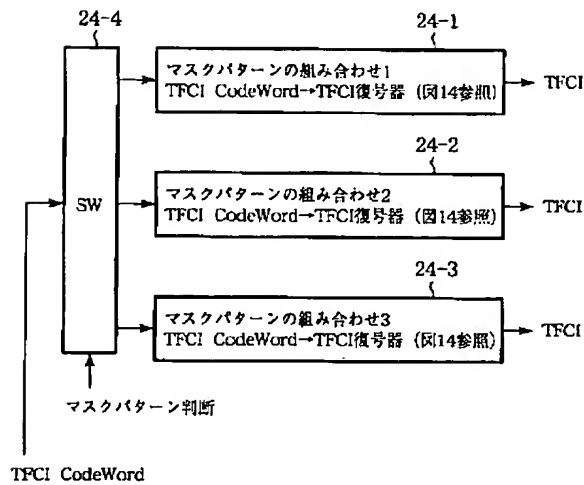 24-4
24-1
マスクパターンの組み合わせ1
TFCI CodeWord→TFCI復号器 (図14参照)
TFCI
24-2
SW
マスクパターンの組み合わせ2
TFCI CodeWord→TFCI復号器 (図14参照)
TFCI
24-3
マスクパターンの組み合わせ3
TFCI CodeWord→TFCI復号器 (図14参照)
TFCI
マスクパターン判断
TFCI CodeWord